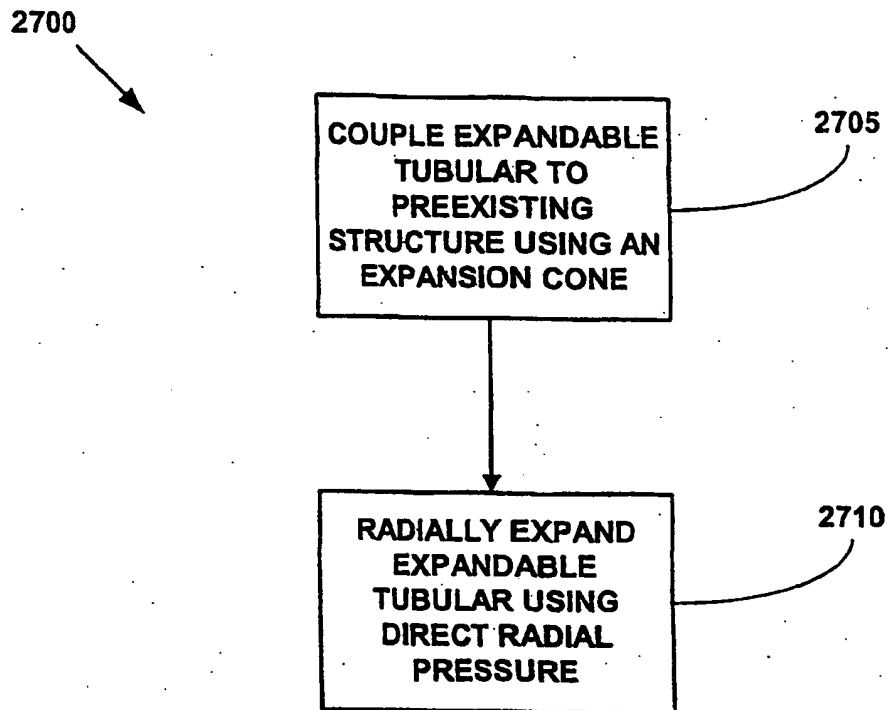 2700
COUPLE EXPANDABLE
TUBULAR TO
PREEXISTING
STRUCTURE USING AN
EXPANSION CONE
2705
RADIALLY EXPAND
EXPANDABLE
TUBULAR USING
DIRECT RADIAL
PRESSURE
2710